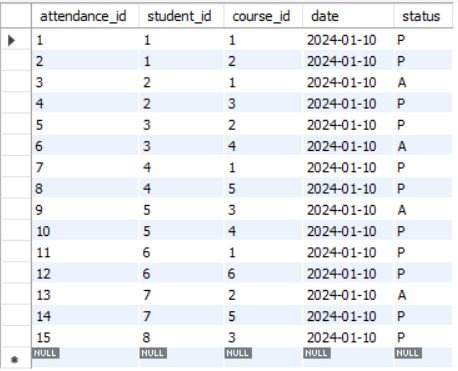 attendance_id student_id course_id date status
1 1 1 2024-01-10 P
2 1 2 2024-01-10 P
3 2 1 2024-01-10 A
4 2 3 2024-01-10 P
5 3 2 2024-01-10 P
6 3 4 2024-01-10 A
7 4 1 2024-01-10 P
8 4 5 2024-01-10 P
9 5 3 2024-01-10 A
10 5 4 2024-01-10 P
11 6 1 2024-01-10 P
12 6 6 2024-01-10 P
13 7 2 2024-01-10 A
14 7 5 2024-01-10 P
15 8 3 2024-01-10 P
NULL NULL NULL NULL NULL